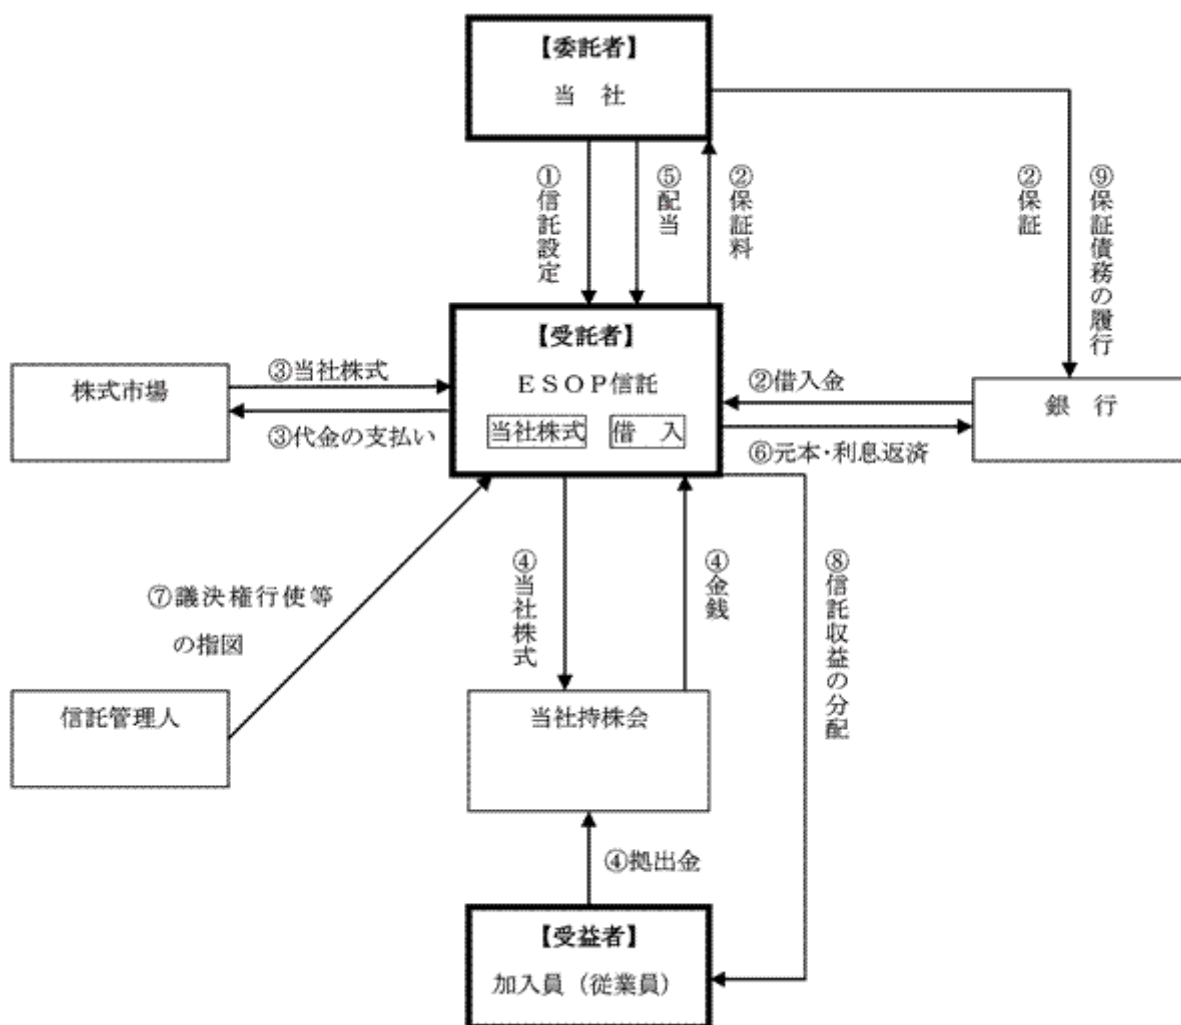 【委託者】
当 社
①信託設定
⑤配当
②保証料
②保証
⑨保証債務の履行
【受託者】
ESOP信託
当社株式
借 入
株式市場
③当社株式
③代金の支払い
②借入金
⑥元本・利息返済
銀 行
⑦議決権行使等
の指図
信託管理人
④当社株式
④金銭
⑧信託収益の分配
当社持株会
④拠出金
【受益者】
加入員（従業員）